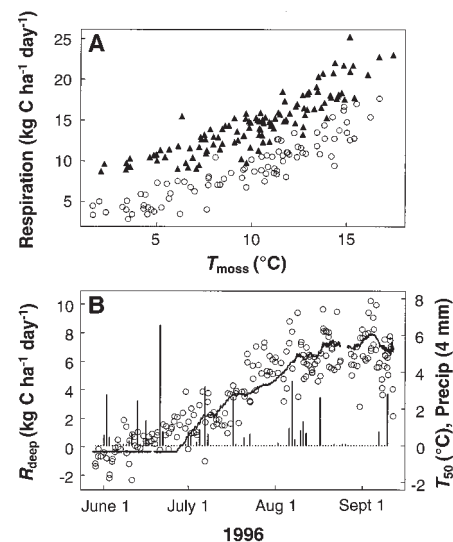 A
Respiration (kg C ha⁻¹ day⁻¹)
25
20
15
10
5
5
10
15
T_moss (°C)
B
R_deep (kg C ha⁻¹ day⁻¹)
10
8
6
4
2
0
-2
8
6
4
2
0
-2
T₅₀ (°C), Precip (4 mm)
June 1
July 1
Aug 1
Sept 1
1996